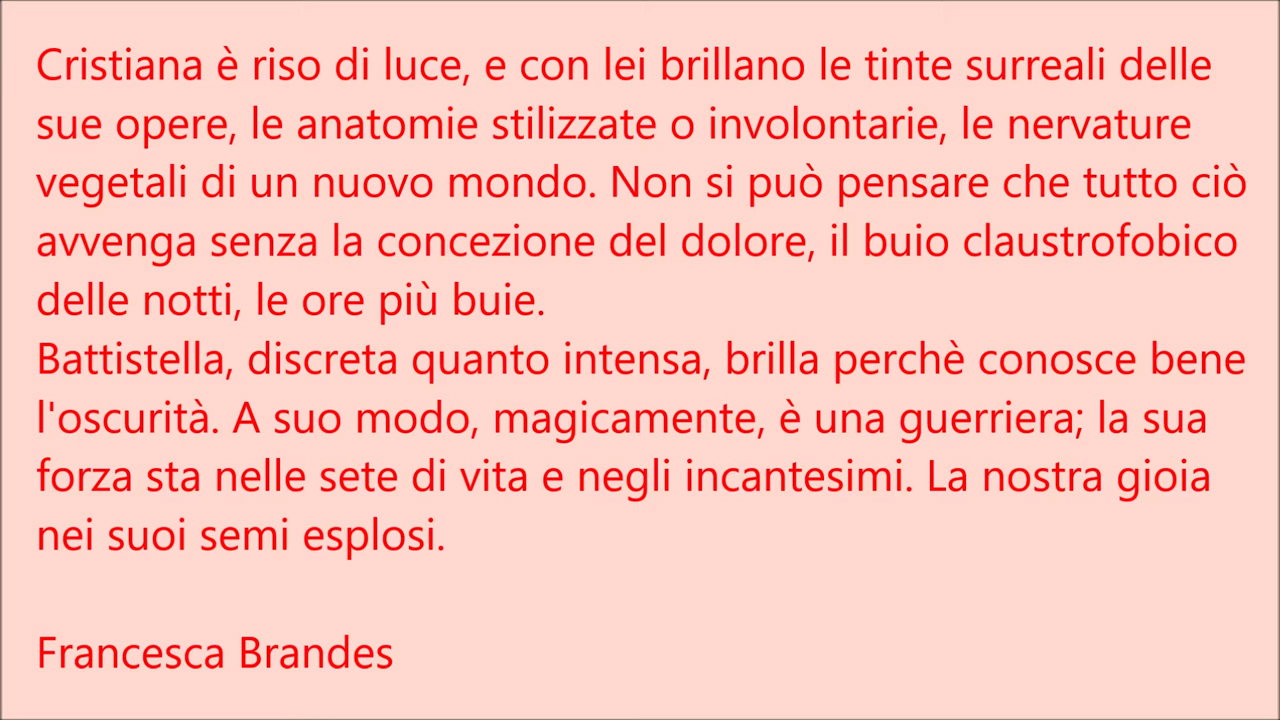 Cristiana è riso di luce, e con lei brillano le tinte surreali delle
sue opere, le anatomie stilizzate o involontarie, le nervature
vegetali di un nuovo mondo. Non si può pensare che tutto ciò
avvenga senza la concezione del dolore, il buio claustrofobico
delle notti, le ore più buie.
Battistella, discreta quanto intensa, brilla perchè conosce bene
l'oscurità. A suo modo, magicamente, è una guerriera; la sua
forza sta nelle sete di vita e negli incantesimi. La nostra gioia
nei suoi semi esplosi.
Francesca Brandes